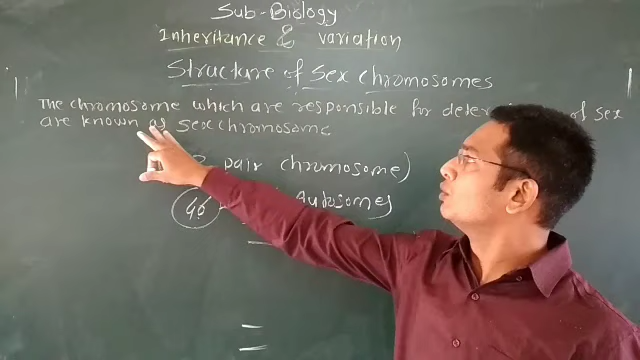 Sub-Biology
Inheritance & variation
Structure of Sex chromosomes
The chromosome which are responsible for of sex
are known as sex chromosome
pair chromosome)
46 Autosomes